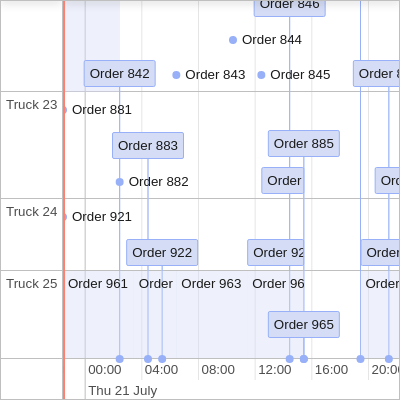 Order 846
Order 844
Order 842 Order 843 Order 845 Order 8
Truck 23 Order 881
Order 883 Order 885
Order 882 Order Orc
Truck 24 Order 921
Order 922 Order 92 Order
Truck 25 Order 961 Order Order 963 Order 96 Order
Order 965
00:00 04:00 08:00 12:00 16:00 20:00
Thu 21 July